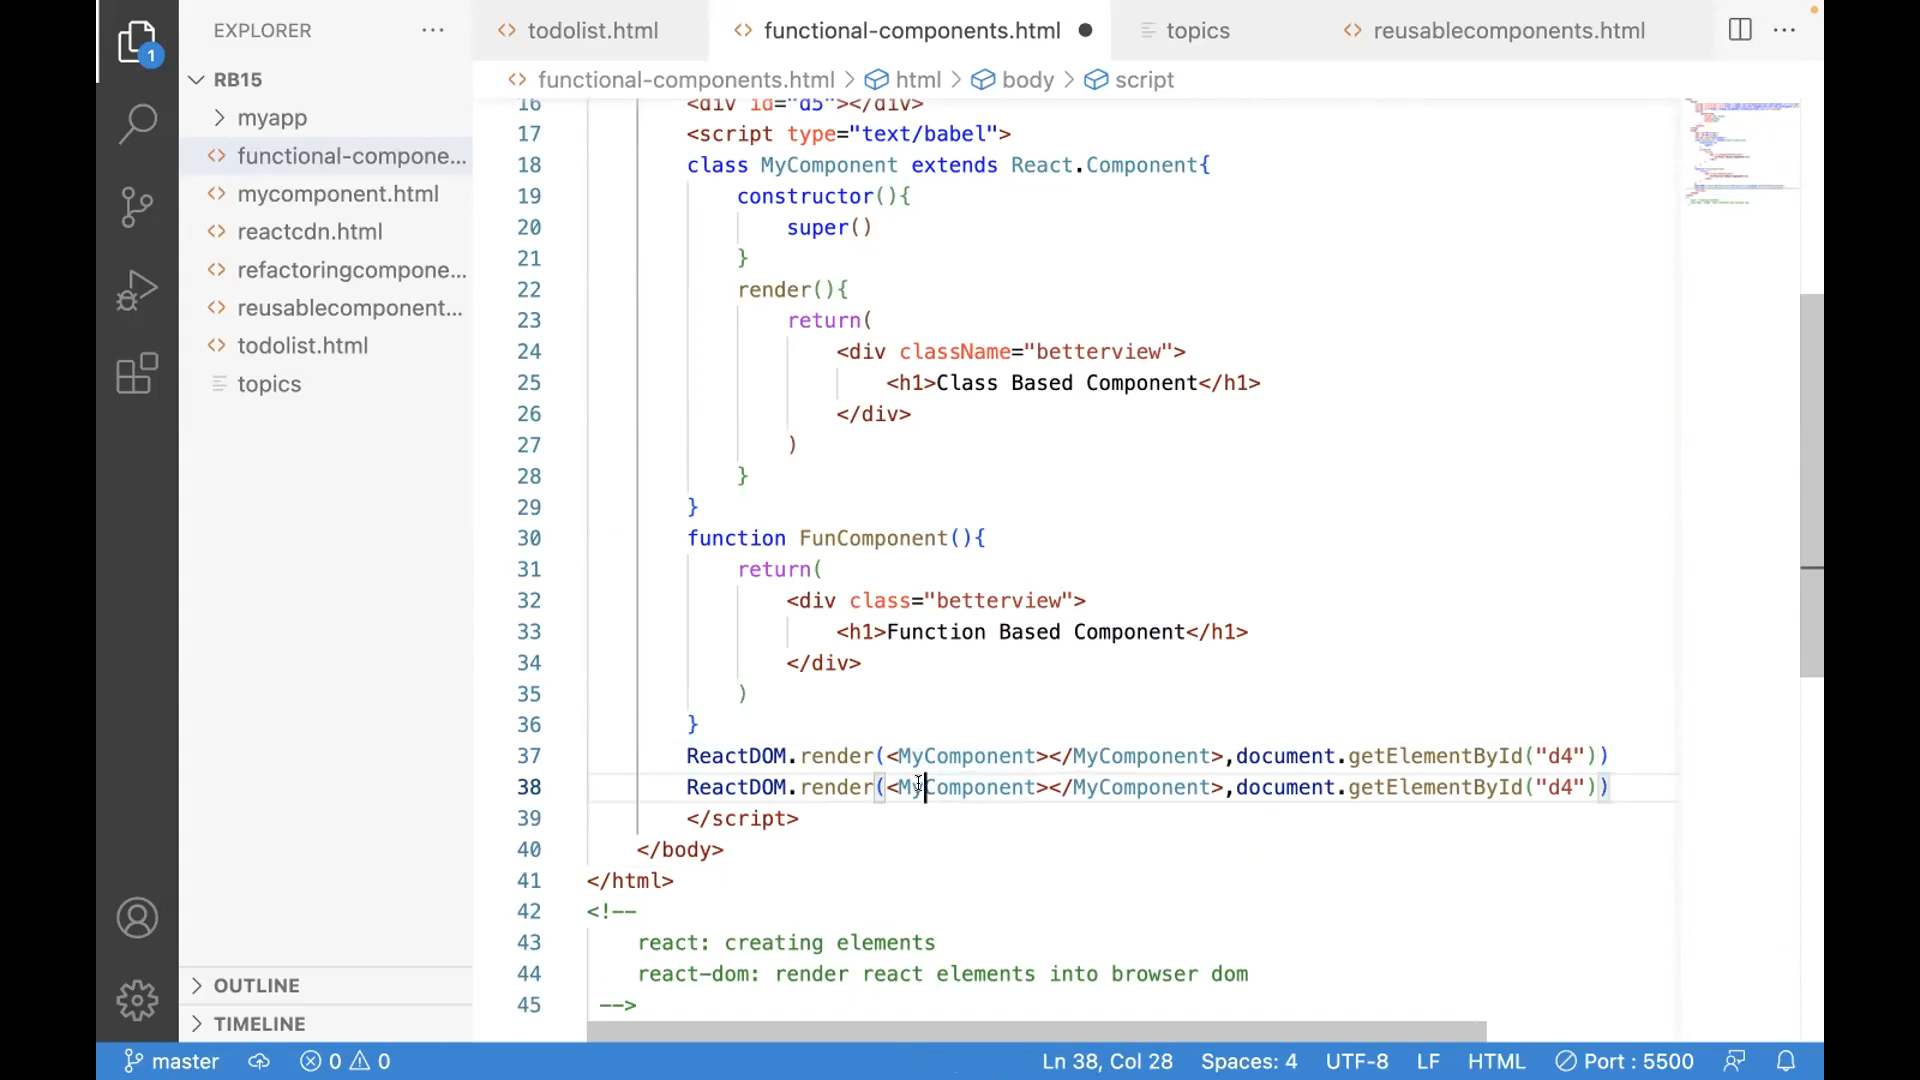 EXPLORER
todolist.html
functional-components.html
topics
reusablecomponents.html
1
RB15
functional-components.html > html > body > script
myapp
functional-compone...
mycomponent.html
reactcdn.html
refactoringcompone...
reusablecomponent...
todolist.html
topics
16 <div id="d5"></div>
17 <script type="text/babel">
18 class MyComponent extends React.Component{
19 constructor(){
20 super()
21 }
22 render(){
23 return(
24 <div className="betterview">
25 <h1>Class Based Component</h1>
26 </div>
27 )
28 }
29 }
30 function FunComponent(){
31 return(
32 <div class="betterview">
33 <h1>Function Based Component</h1>
34 </div>
35 )
36 }
37 ReactDOM.render(<MyComponent></MyComponent>,document.getElementById("d4"))
38 ReactDOM.render(<MyComponent></MyComponent>,document.getElementById("d4"))
39 </script>
40 </body>
41 </html>
42 <!--
43 react: creating elements
44 react-dom: render react elements into browser dom
45 -->
OUTLINE
TIMELINE
master 0 0 Ln 38, Col 28 Spaces: 4 UTF-8 LF HTML Port : 5500